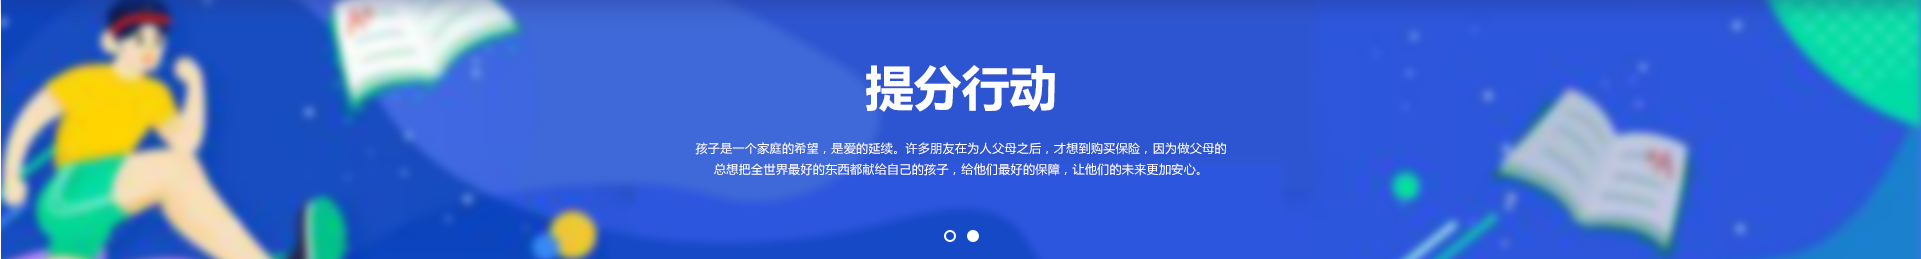 提分行动
孩子是一个家庭的希望，是爱的延续。许多朋友在为人父母之后，才想到购买保险，因为做父母的
总想把全世界最好的东西都献给自己的孩子，给他们最好的保障，让他们的未来更加安心。